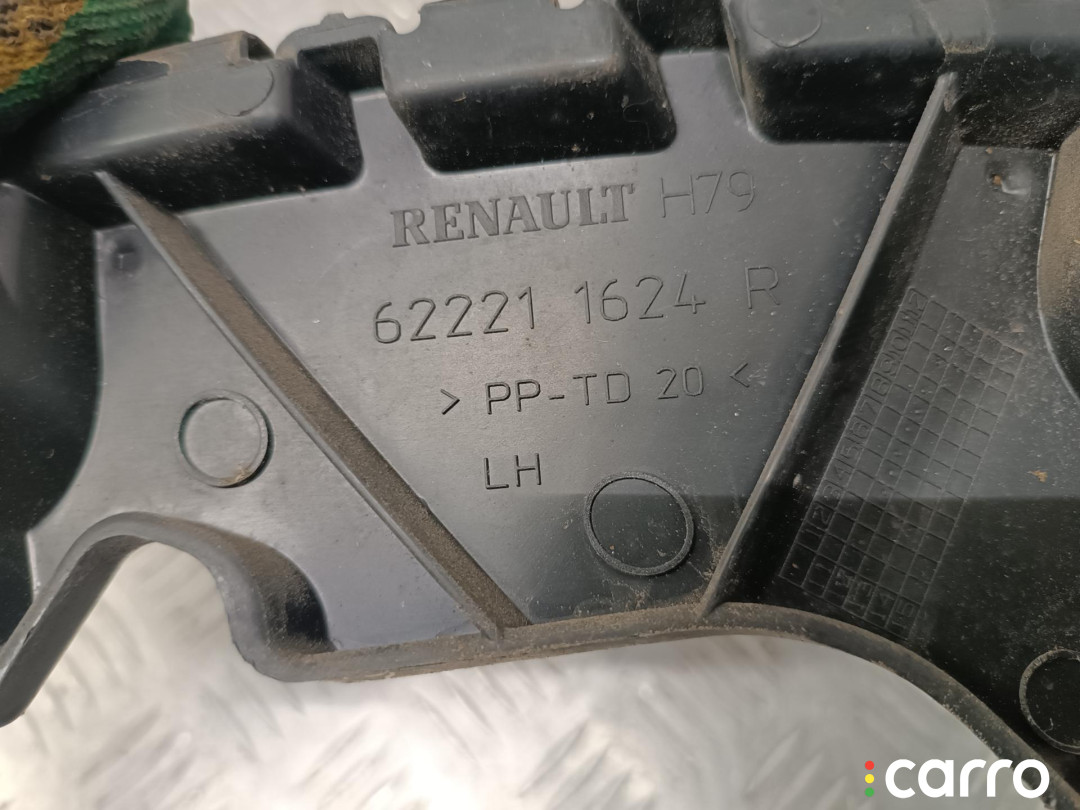 RENAULT H79
62221 1624 R
> PP-TD 20 <
LH
carro